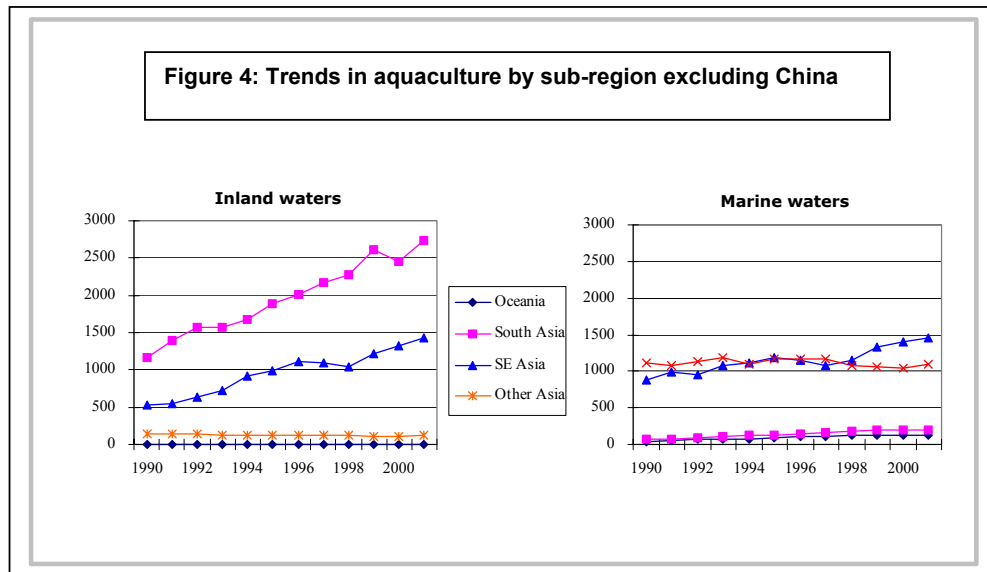 Figure 4: Trends in aquaculture by sub-region excluding China
Inland waters
3000
2500
2000
1500
1000
500
0
1990 1992 1994 1996 1998 2000
Oceania
South Asia
SE Asia
Other Asia
Marine waters
3000
2500
2000
1500
1000
500
0
1990 1992 1994 1996 1998 2000